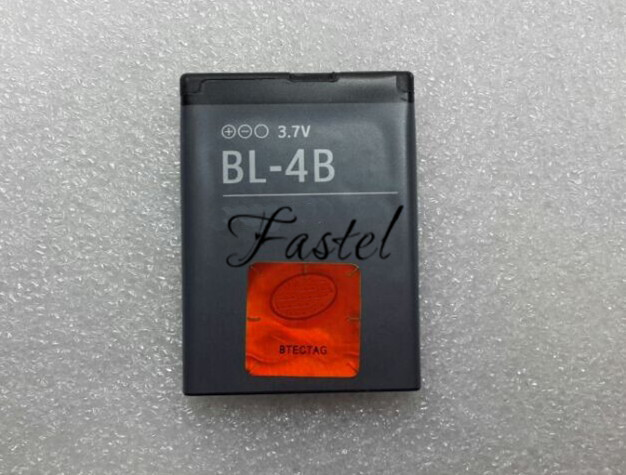 ⊕⊖○ 3.7V
BL-4B
Fastel
BTECTAG